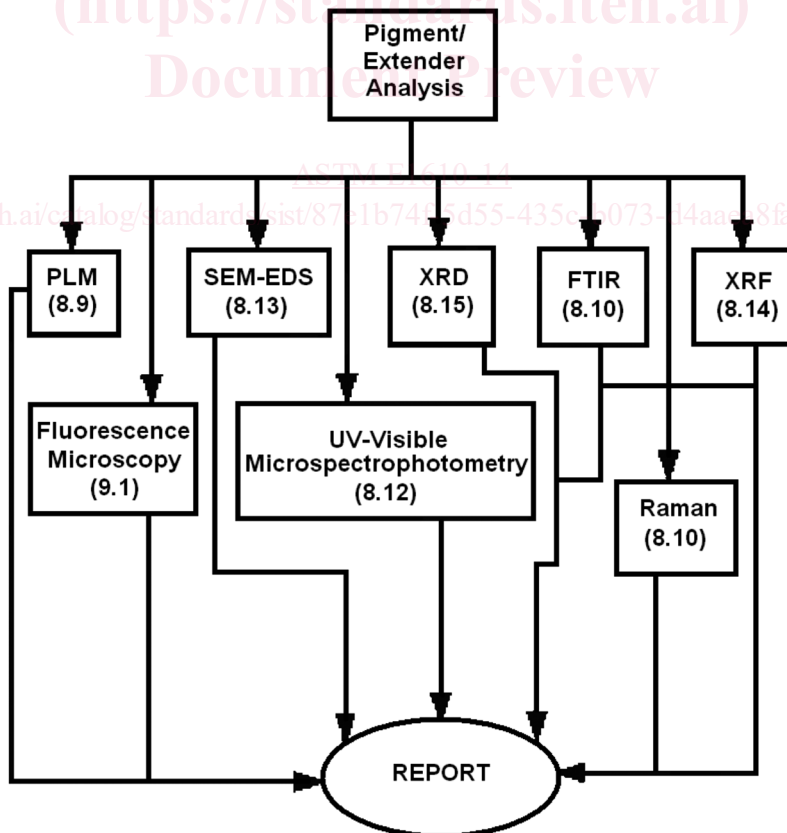 (https://standards.iteh.ai)
Document Preview
Pigment/
Extender
Analysis
ASTM E1610-14
PLM
(8.9)
SEM-EDS
(8.13)
XRD
(8.15)
FTIR
(8.10)
XRF
(8.14)
Fluorescence
Microscopy
(9.1)
UV-Visible
Microspectrophotometry
(8.12)
Raman
(8.10)
REPORT